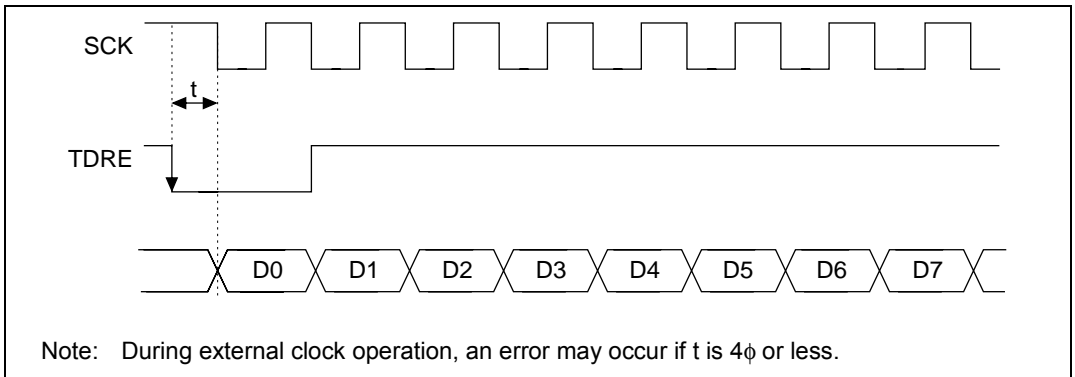 SCK
t
TDRE
D0 D1 D2 D3 D4 D5 D6 D7
Note: During external clock operation, an error may occur if t is 4ϕ or less.